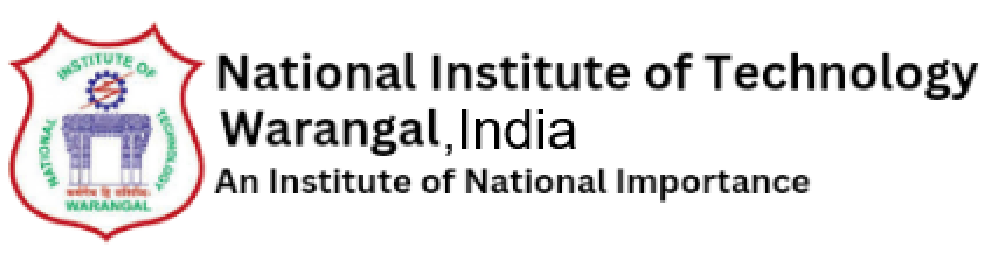 INSTITUTE OF
NATIONAL
TECHNOLOGY
WARANGAL
National Institute of Technology
Warangal,India
An Institute of National Importance